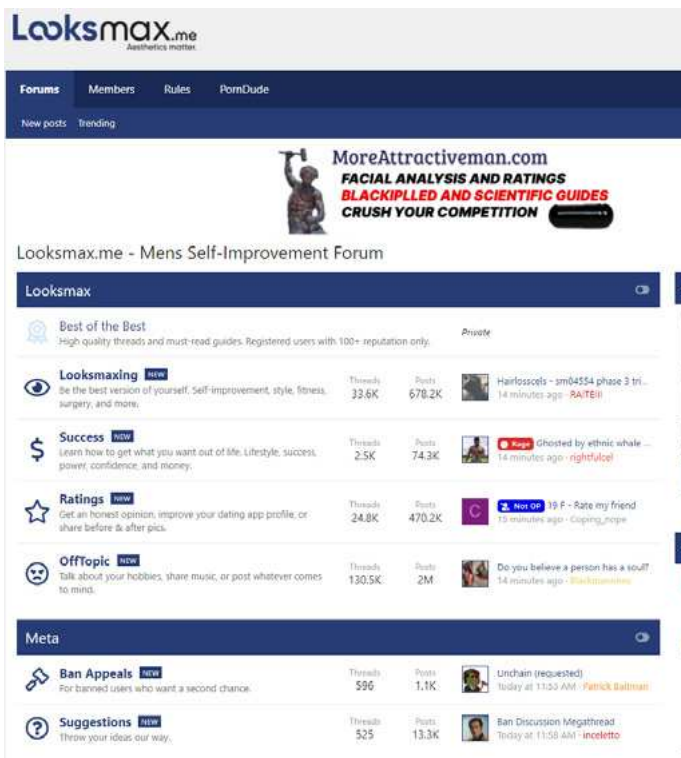 Looksmax.me
Aesthetics matter.
Forums Members Rules PornDude
New posts Trending
MoreAttractiveman.com
FACIAL ANALYSIS AND RATINGS
BLACKIPLLED AND SCIENTIFIC GUIDES
CRUSH YOUR COMPETITION
Looksmax.me - Mens Self-Improvement Forum
Looksmax
Best of the Best
High quality threads and must-read guides. Registered users with 100+ reputation only.
Private
Looksmaxing NEW
Be the best version of yourself. Self-improvement, style, fitness,
surgery, and more.
Threads
33.6K
Posts
678.2K
Hairlosscels - sm04554 phase 3 tri...
14 minutes ago · RAITEIII
Success NEW
Learn how to get what you want out of life. Lifestyle, success,
power, confidence, and money.
Threads
2.5K
Posts
74.3K
Rage Ghosted by ethnic whale ...
14 minutes ago · rightfulcel
Ratings NEW
Get an honest opinion, improve your dating app profile, or
share before & after pics.
Threads
24.8K
Posts
470.2K
C
Not OP 19 F - Rate my friend
15 minutes ago · Coping_nope
OffTopic NEW
Talk about your hobbies, share music, or post whatever comes
to mind.
Threads
130.5K
Posts
2M
Do you believe a person has a soul?
14 minutes ago
Meta
Ban Appeals NEW
For banned users who want a second chance.
Threads
596
Posts
1.1K
Unchain (requested)
Today at 11:53 AM · Patrick Baitman
Suggestions NEW
Throw your ideas our way.
Threads
525
Posts
13.3K
Ban Discussion Megathread
Today at 11:58 AM · inceletto